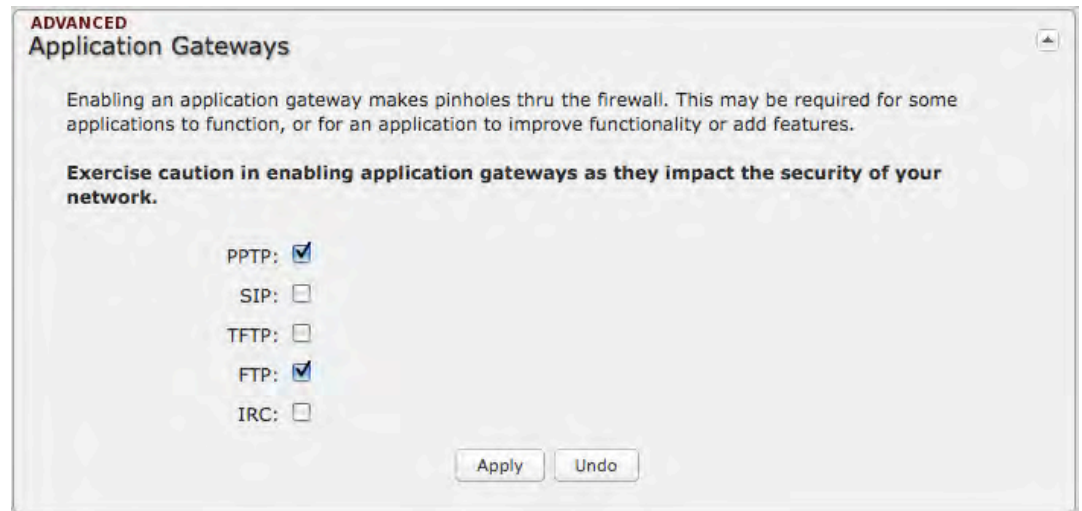 ADVANCED
Application Gateways
Enabling an application gateway makes pinholes thru the firewall. This may be required for some
applications to function, or for an application to improve functionality or add features.
Exercise caution in enabling application gateways as they impact the security of your
network.
PPTP:
SIP:
TFTP:
FTP:
IRC:
Apply Undo